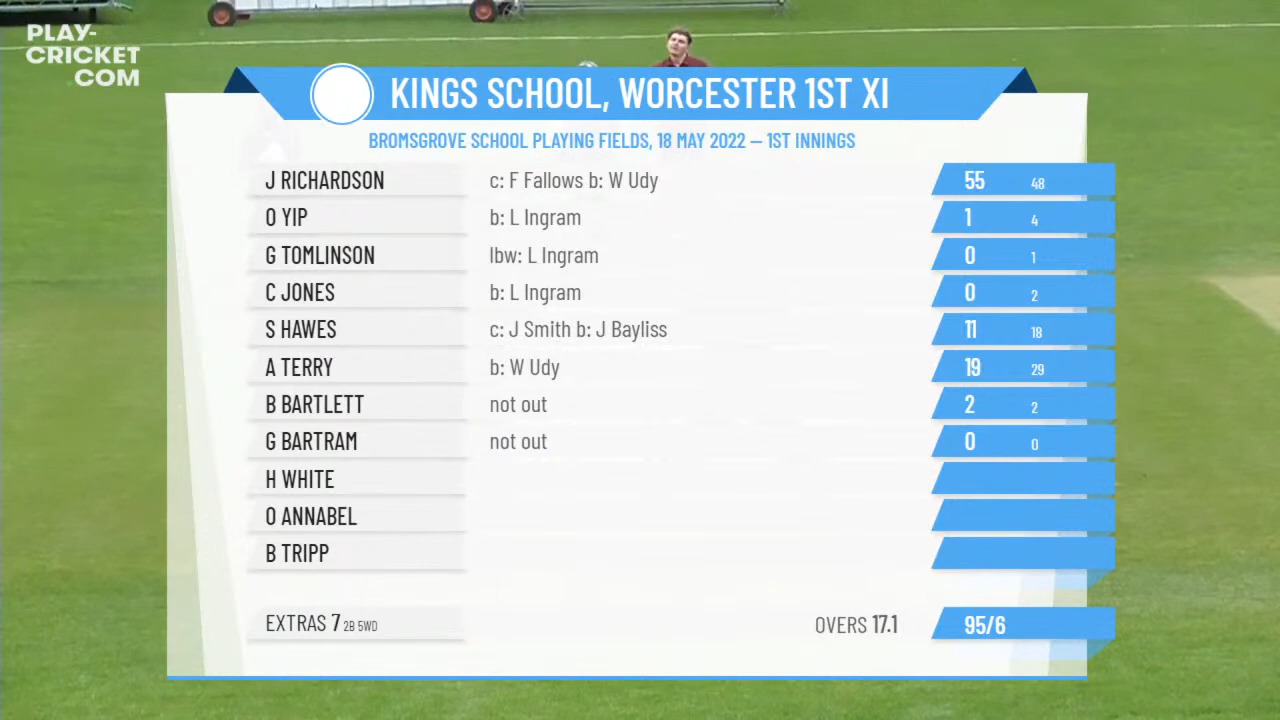 PLAY-
CRICKET
COM
KINGS SCHOOL, WORCESTER 1ST XI
BROMSGROVE SCHOOL PLAYING FIELDS, 18 MAY 2022 – 1ST INNINGS
J RICHARDSON c: F Fallows b: W Udy 55 48
O YIP b: L Ingram 1 4
G TOMLINSON lbw: L Ingram 0 1
C JONES b: L Ingram 0 2
S HAWES c: J Smith b: J Bayliss 11 18
A TERRY b: W Udy 19 29
B BARTLETT not out 2 2
G BARTRAM not out 0 0
H WHITE
O ANNABEL
B TRIPP
EXTRAS 7 2B 5WD OVERS 17.1 95/6